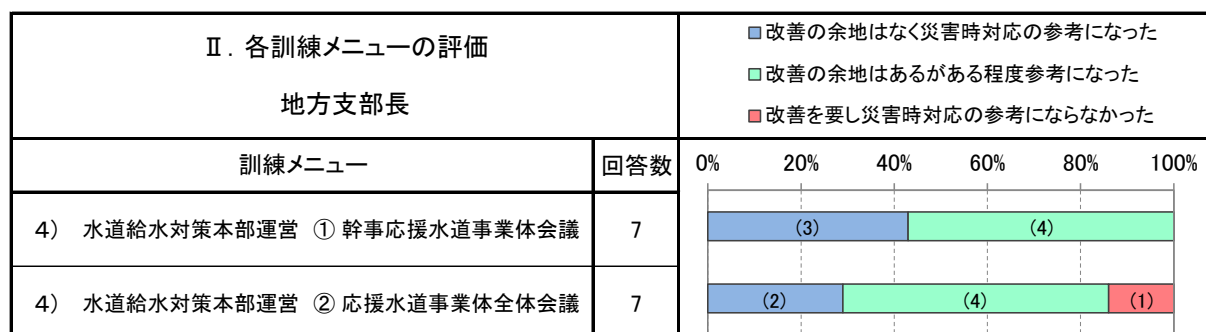 Ⅱ．各訓練メニューの評価
地方支部長
改善の余地はなく災害時対応の参考になった
改善の余地はあるがある程度参考になった
改善を要し災害時対応の参考にならなかった
訓練メニュー 回答数 0% 20% 40% 60% 80% 100%
4） 水道給水対策本部運営 ① 幹事応援水道事業体会議 7 (3) (4)
4） 水道給水対策本部運営 ② 応援水道事業体全体会議 7 (2) (4) (1)